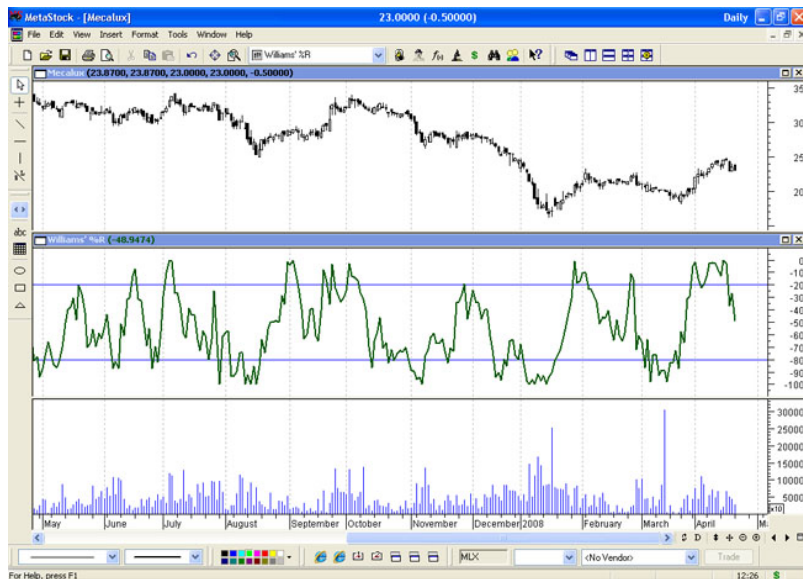 MetaStock - [Mecalux] 23.0000 (-0.50000) Daily
File Edit View Insert Format Tools Window Help
Williams' %R
Mecalux (23.8700, 23.8700, 23.0000, 23.0000, -0.50000)
35
30
25
20
abc
Williams' %R (-48.9474)
0
-10
-20
-30
-40
-50
-60
-70
-80
-90
-100
30000
25000
20000
15000
10000
5000
x10
May June July August September October November December 2008 February March April M
MLX <No Vendor> Trade
For Help, press F1 12:26